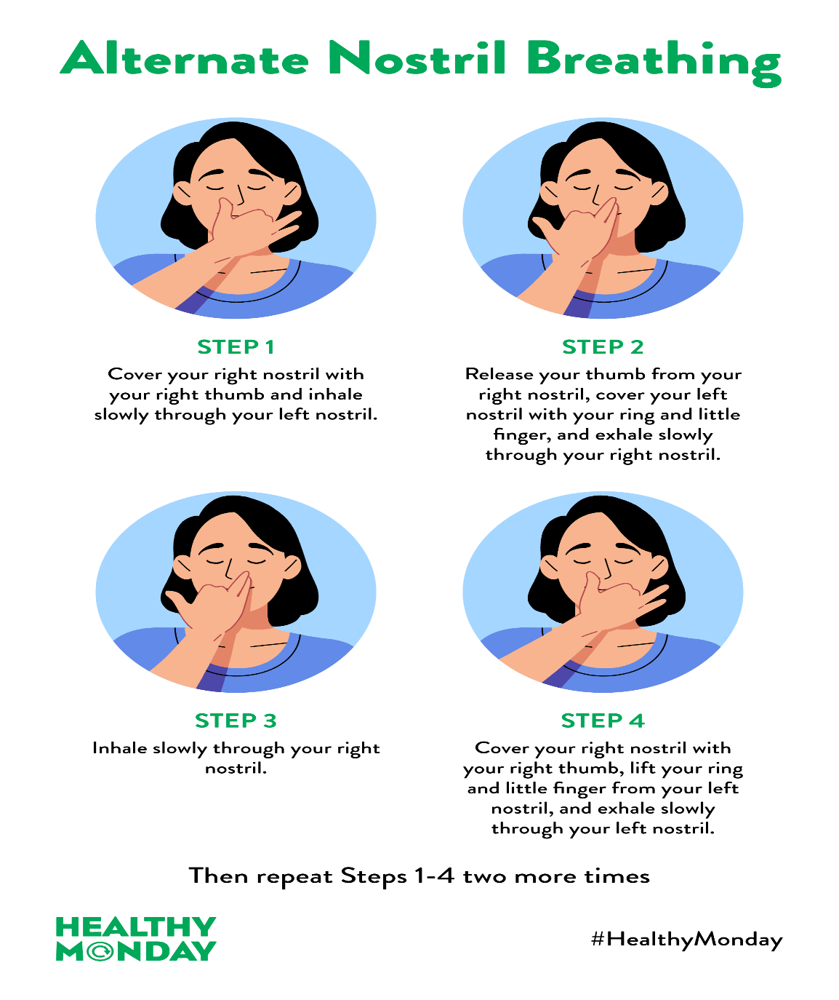 Alternate Nostril Breathing
STEP 1
Cover your right nostril with
your right thumb and inhale
slowly through your left nostril.
STEP 2
Release your thumb from your
right nostril, cover your left
nostril with your ring and little
finger, and exhale slowly
through your right nostril.
STEP 3
Inhale slowly through your right
nostril.
STEP 4
Cover your right nostril with
your right thumb, lift your ring
and little finger from your left
nostril, and exhale slowly
through your left nostril.
Then repeat Steps 1-4 two more times
HEALTHY
MONDAY
#HealthyMonday